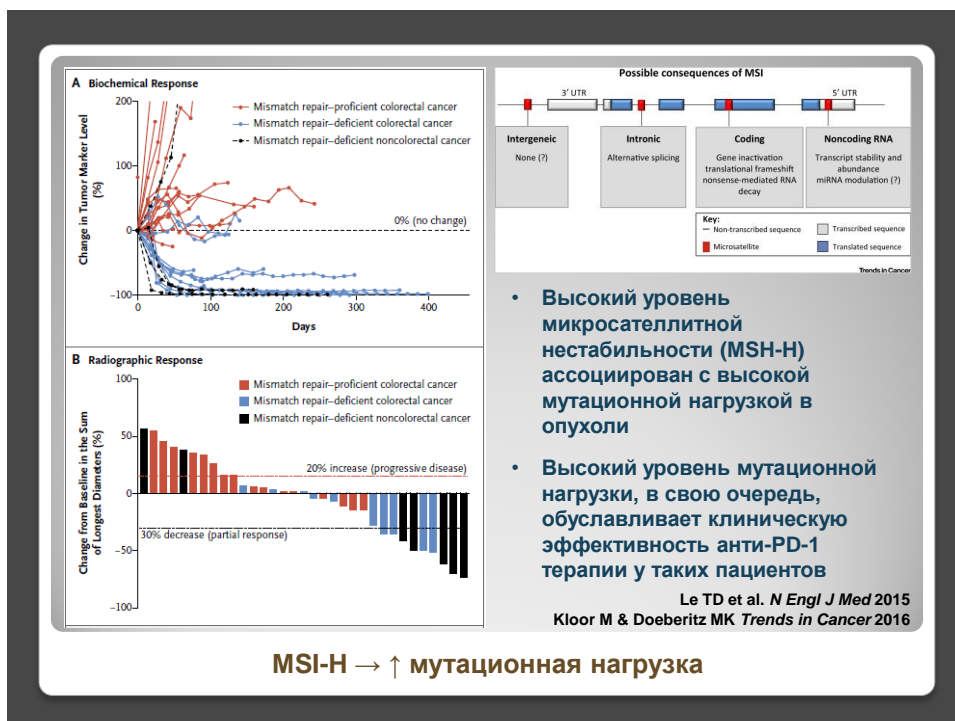 A Biochemical Response
200
100
0
−100
Change in Tumor Marker Level
(%)
Mismatch repair–proficient colorectal cancer
Mismatch repair–deficient colorectal cancer
Mismatch repair–deficient noncolorectal cancer
0% (no change)
0
100
200
300
400
Days
B Radiographic Response
100
50
0
−50
−100
Change from Baseline in the Sum
of Longest Diameters (%)
Mismatch repair–proficient colorectal cancer
Mismatch repair–deficient colorectal cancer
Mismatch repair–deficient noncolorectal cancer
20% increase (progressive disease)
30% decrease (partial response)
Possible consequences of MSI
3′ UTR
5′ UTR
Intergeneic
None (?)
Intronic
Alternative splicing
Coding
Gene inactivation
translational frameshift
nonsense-mediated RNA
decay
Noncoding RNA
Transcript stability and
abundance
miRNA modulation (?)
Key:
Non-transcribed sequence
Transcribed sequence
Microsatellite
Translated sequence
Trends in Cancer
• Высокий уровень
микросателлитной
нестабильности (MSH-H)
ассоциирован с высокой
мутационной нагрузкой в
опухоли
• Высокий уровень мутационной
нагрузки, в свою очередь,
обуславливает клиническую
эффективность анти-PD-1
терапии у таких пациентов
Le TD et al. N Engl J Med 2015
Kloor M & Doeberitz MK Trends in Cancer 2016
MSI-H → ↑ мутационная нагрузка